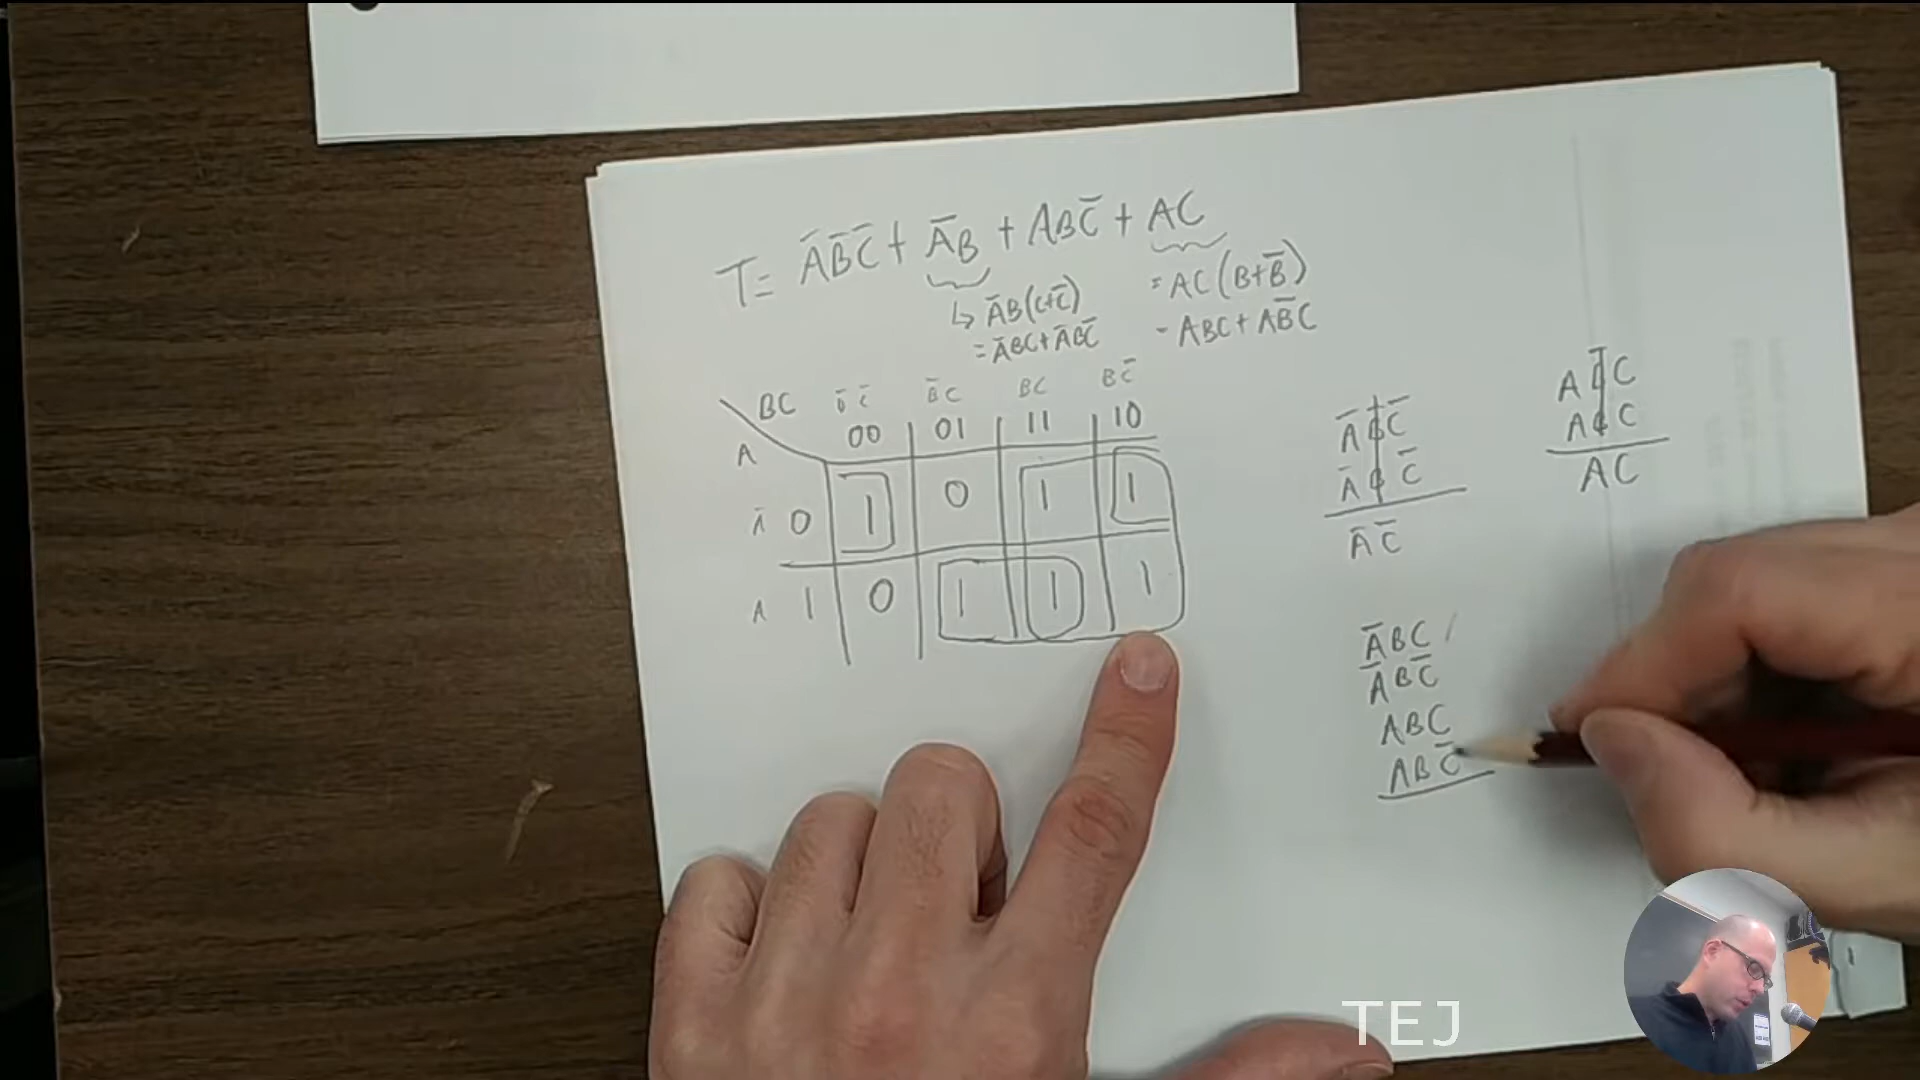 T = A̅B̅C̅ + A̅B + ABC̅ + AC
↳ A̅B(C+C̅)
= A̅BC + A̅BC̅
= AC(B+B̅)
- ABC + AB̅C
BC B̅C̅ B̅C BC BC̅
A 00 01 11 10
A̅ 0 1 0 1 1
A 1 0 1 1 1
A̅B̅C̅
A̅BC̅
A̅C̅
AB̅C
ABC
AC
A̅BC
A̅BC̅
ABC
ABC̅
TEJ